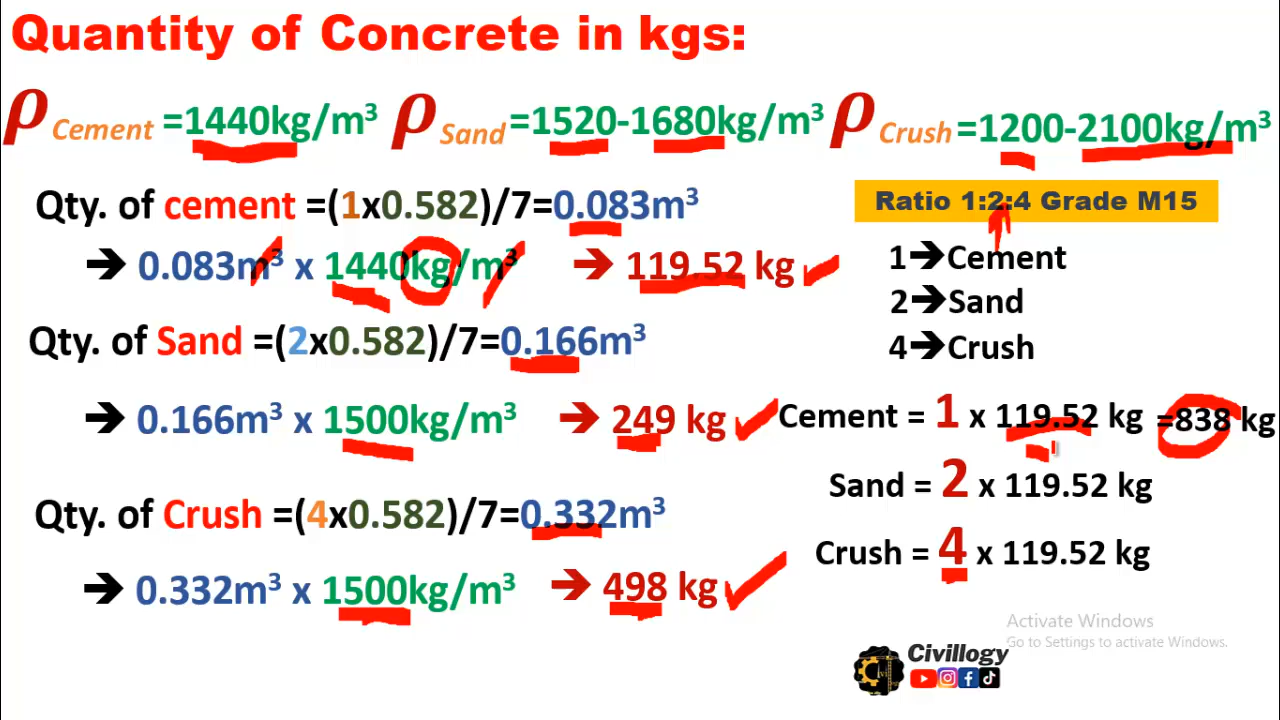 Quantity of Concrete in kgs:
ρ Cement =1440kg/m³ ρ Sand =1520-1680kg/m³ ρ Crush =1200-2100kg/m³
Qty. of cement =(1x0.582)/7=0.083m³
➔ 0.083m³ x 1440kg/m³ ➔ 119.52 kg
Qty. of Sand =(2x0.582)/7=0.166m³
➔ 0.166m³ x 1500kg/m³ ➔ 249 kg
Qty. of Crush =(4x0.582)/7=0.332m³
➔ 0.332m³ x 1500kg/m³ ➔ 498 kg
Ratio 1:2:4 Grade M15
1➔Cement
2➔Sand
4➔Crush
Cement = 1 x 119.52 kg =838 kg
Sand = 2 x 119.52 kg
Crush = 4 x 119.52 kg
Activate Windows
Go to Settings to activate Windows.
Civillogy